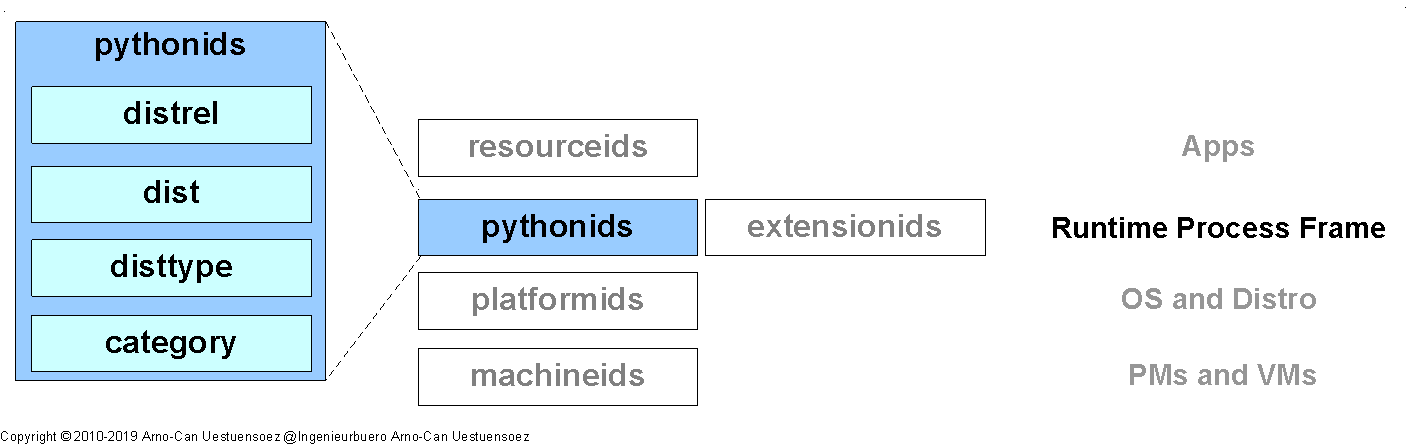 pythonids
distrel
dist
disttype
category
resourceids
Apps
pythonids extensionids Runtime Process Frame
platformids OS and Distro
machineids PMs and VMs
Copyright ©2010-2019 Arno-Can Uestuensoez @Ingenieurbuero Arno-Can Uestuensoez